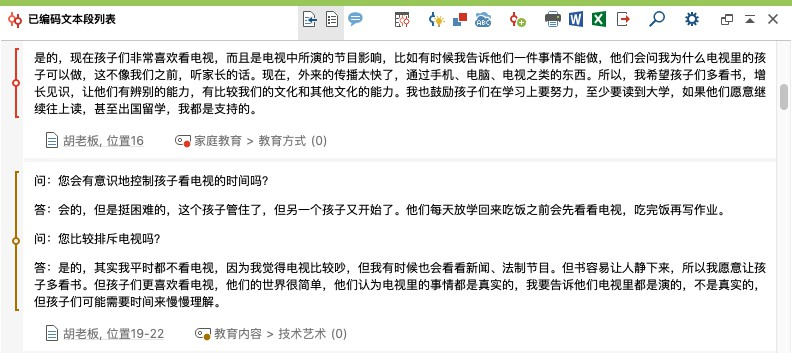 已编码文本段列表
是的，现在孩子们非常喜欢看电视，而且是电视中所演的节目影响，比如有时候我告诉他们一件事情不能做，他们会问我为什么电视里的孩
子可以做，这不像我们之前，听家长的话。现在，外来的传播太快了，通过手机、电脑、电视之类的东西。所以，我希望孩子们多看书，增
长见识，让他们有辨别的能力，有比较我们的文化和其他文化的能力。我也鼓励孩子们在学习上要努力，至少要读到大学，如果他们愿意继
续往上读，甚至出国留学，我都是支持的。
胡老板, 位置16 家庭教育 > 教育方式 (0)
问：您会有意识地控制孩子看电视的时间吗？
答：会的，但是挺困难的，这个孩子管住了，但另一个孩子又开始了。他们每天放学回来吃饭之前会先看看电视，吃完饭再写作业。
问：您比较排斥电视吗？
答：是的，其实我平时都不看电视，因为我觉得电视比较吵，但我有时候也会看看新闻、法制节目。但书容易让人静下来，所以我愿意让孩
子多看书。但孩子们更喜欢看电视，他们的世界很简单，他们认为电视里的事情都是真实的，我要告诉他们电视里都是演的，不是真实的，
但孩子们可能需要时间来慢慢理解。
胡老板, 位置19-22 教育内容 > 技术艺术 (0)